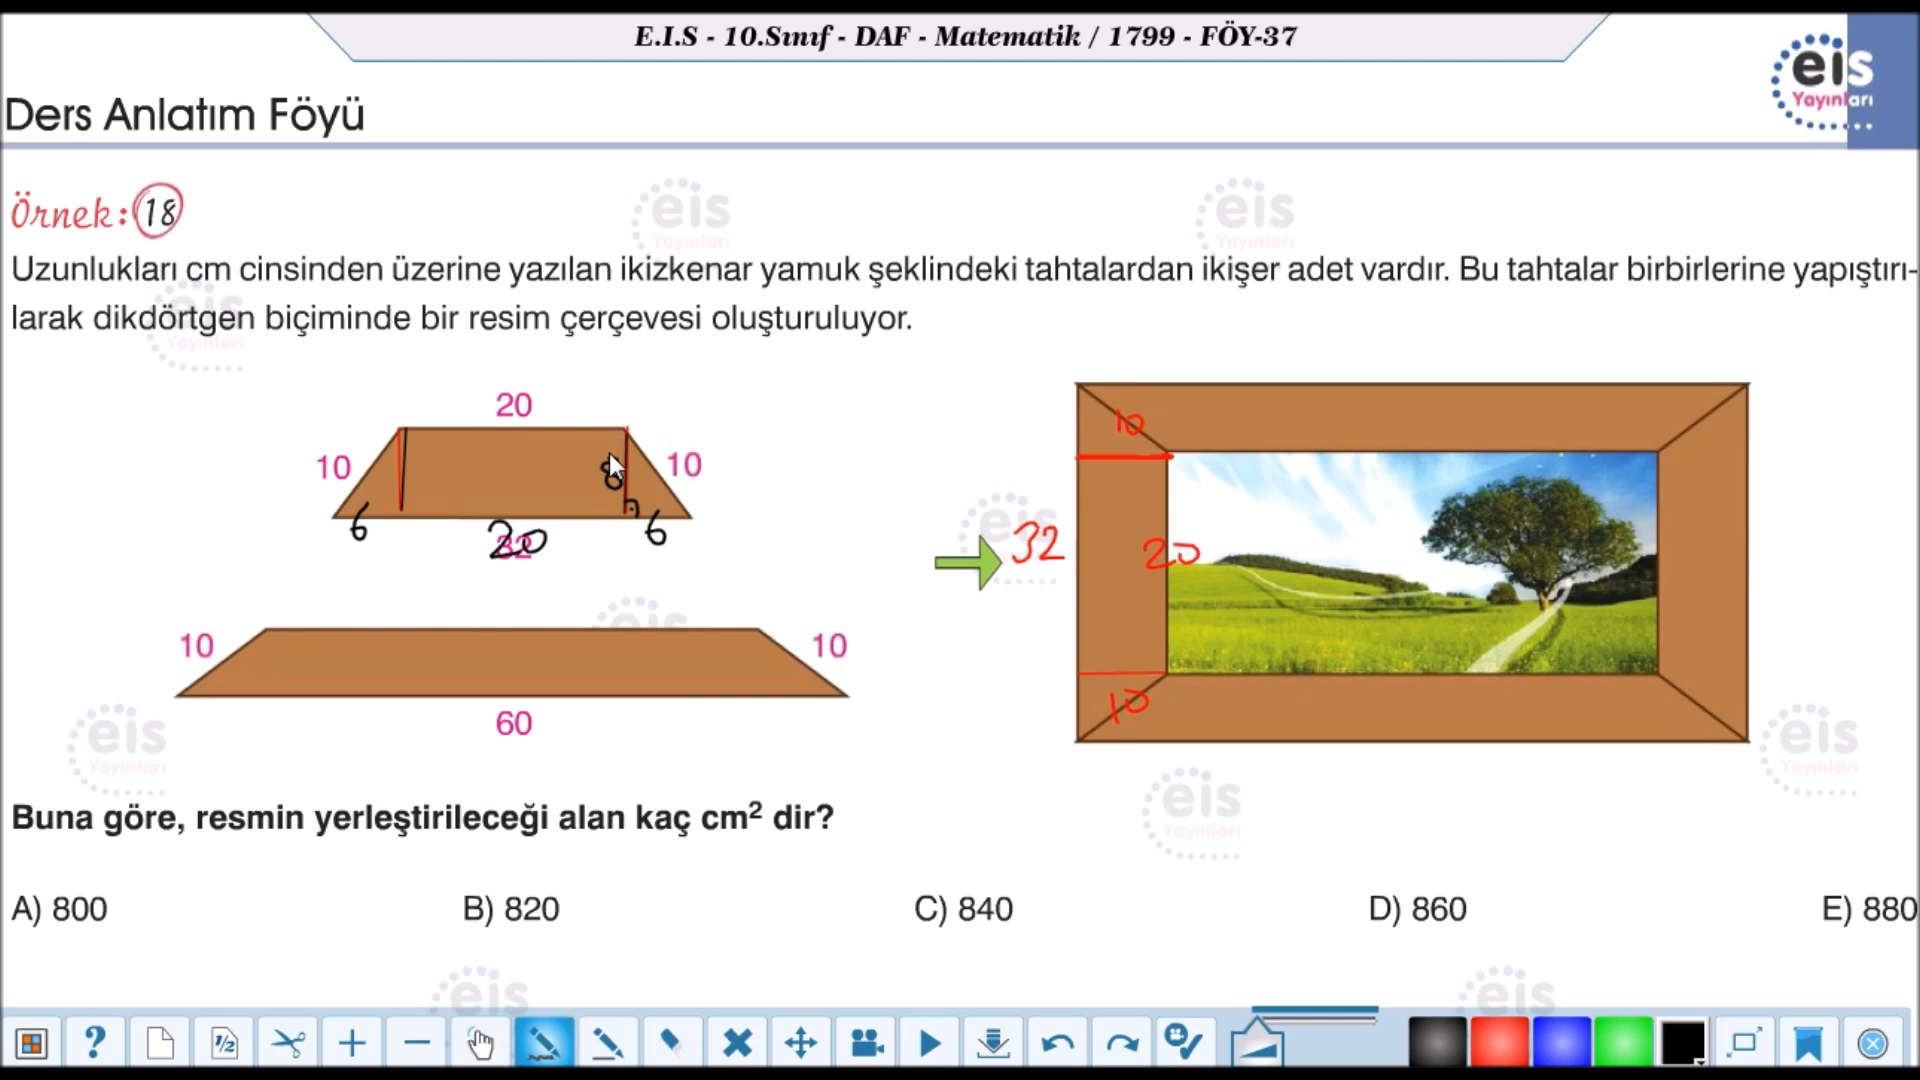 E.I.S - 10.Sınıf - DAF - Matematik / 1799 - FÖY-37
eis
Yayınları
Ders Anlatım Föyü
Örnek: 18
Uzunlukları cm cinsinden üzerine yazılan ikizkenar yamuk şeklindeki tahtalardan ikişer adet vardır. Bu tahtalar birbirlerine yapıştırı-
larak dikdörtgen biçiminde bir resim çerçevesi oluşturuluyor.
20
10
10
8
6
20
32
6
10
10
60
10
32
20
10
Buna göre, resmin yerleştirileceği alan kaç cm² dir?
A) 800 B) 820 C) 840 D) 860 E) 880